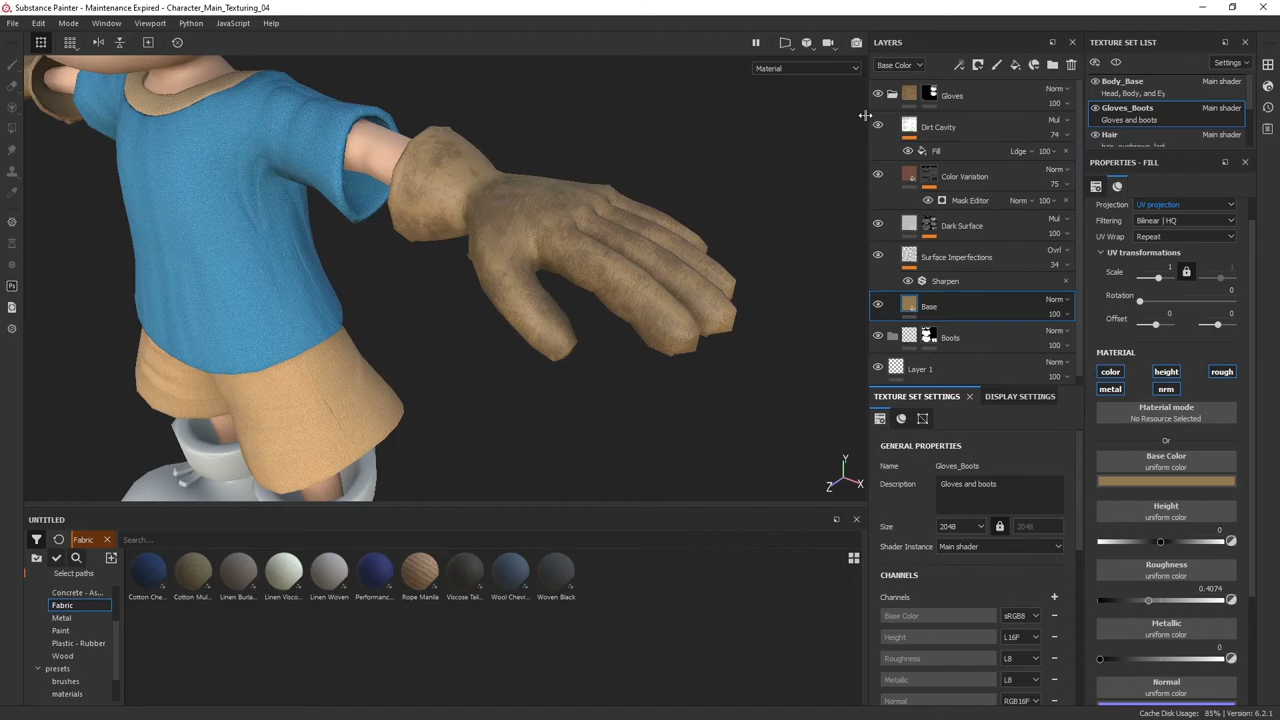 Substance Painter - Maintenance Expired - Character_Main_Texturing_04
File Edit Mode Window Viewport Python JavaScript Help
Material
LAYERS
Base Color
Gloves Norm 100
Dirt Cavity Mul 74
Fill Ldge 100
Color Variation Norm 75
Mask Editor Norm 100
Dark Surface Mul 100
Surface Imperfections Ovrl 34
Sharpen
Base Norm 100
Boots Norm 100
Layer 1 Norm 100
TEXTURE SET SETTINGS DISPLAY SETTINGS
GENERAL PROPERTIES
Name Gloves_Boots
Description Gloves and boots
Size 2048 2048
Shader Instance Main shader
CHANNELS
Channels
Base Color sRGB8
Height L16F
Roughness L8
Metallic L8
Normal RGB16F
TEXTURE SET LIST
Settings
Body_Base Main shader
Head, Body, and Ey
Gloves_Boots Main shader
Gloves and boots
Hair Main shader
PROPERTIES - FILL
Projection UV projection
Filtering Bilinear | HQ
UV Wrap Repeat
UV transformations
Scale 1 1
Rotation 0
Offset 0 0
MATERIAL
color height rough
metal nrm
Material mode
No Resource Selected
Or
Base Color
uniform color
Height
uniform color
0
Roughness
uniform color
0.4074
Metallic
uniform color
0
Normal
uniform color
UNTITLED
Fabric Search...
Select paths
Concrete - As...
Fabric
Metal
Paint
Plastic - Rubber
Wood
presets
brushes
materials
Cotton Che... Cotton Mul... Linen Burla... Linen Visco... Linen Woven Performanc... Rope Manila Viscose Tail... Wool Chevr... Woven Black
X
Y
Z
Ps
Cache Disk Usage: 85% | Version: 6.2.1